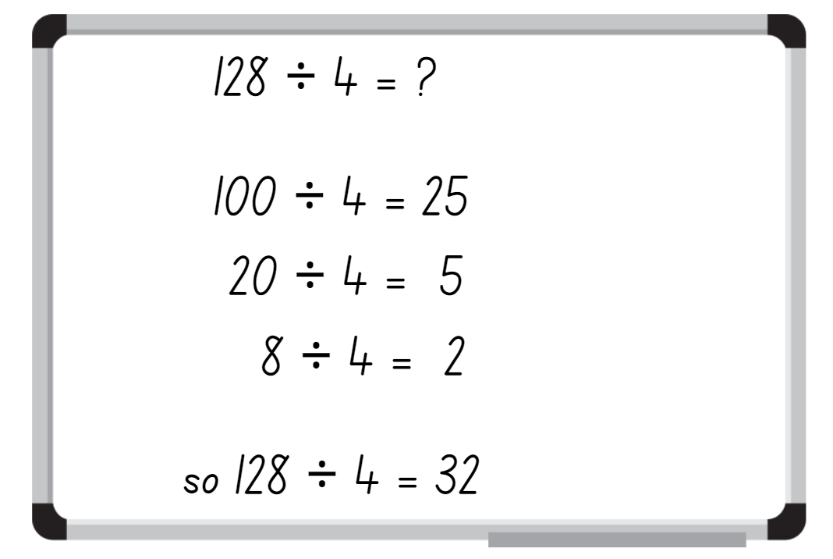 128 ÷ 4 = ?
100 ÷ 4 = 25
20 ÷ 4 = 5
8 ÷ 4 = 2
so 128 ÷ 4 = 32